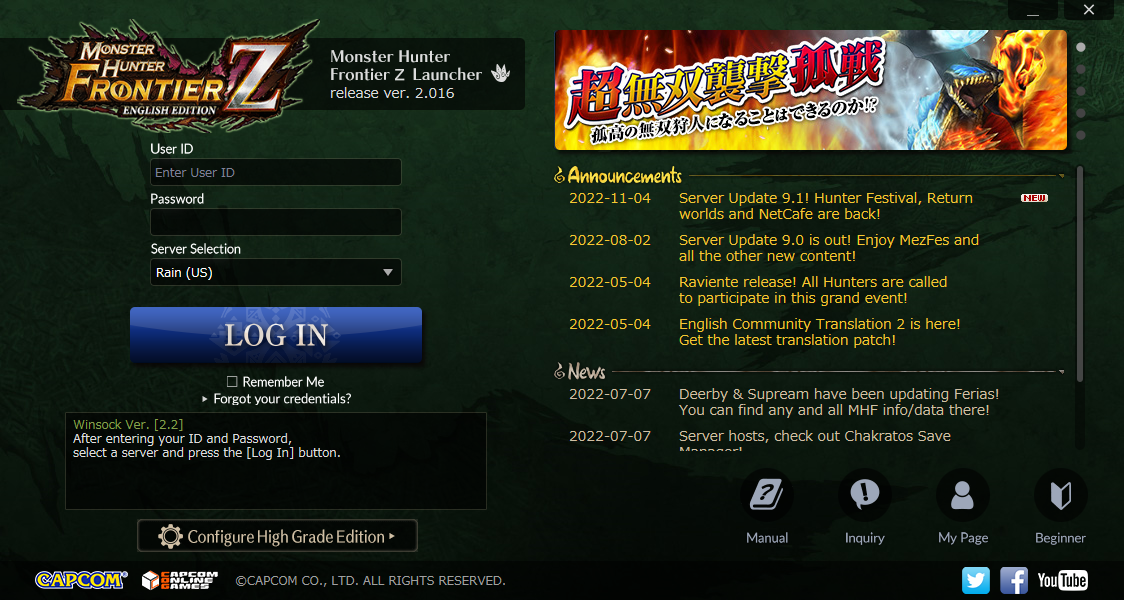 MONSTER
HUNTER
FRONTIER Z
ENGLISH EDITION
Monster Hunter
Frontier Z Launcher
release ver. 2.016
User ID
Enter User ID
Password
Server Selection
Rain (US)
LOG IN
Remember Me
Forgot your credentials?
Winsock Ver. [2.2]
After entering your ID and Password,
select a server and press the [Log In] button.
Configure High Grade Edition
超無双襲撃孤戦
孤高の無双狩人になることはできるのか!?
Announcements
2022-11-04 Server Update 9.1! Hunter Festival, Return NEW
worlds and NetCafe are back!
2022-08-02 Server Update 9.0 is out! Enjoy MezFes and
all the other new content!
2022-05-04 Raviente release! All Hunters are called
to participate in this grand event!
2022-05-04 English Community Translation 2 is here!
Get the latest translation patch!
News
2022-07-07 Deerby & Supream have been updating Ferias!
You can find any and all MHF info/data there!
2022-07-07 Server hosts, check out Chakratos Save
Manager!
Manual Inquiry My Page Beginner
CAPCOM® CAPCOM ONLINE GAMES ©CAPCOM CO., LTD. ALL RIGHTS RESERVED. YouTube